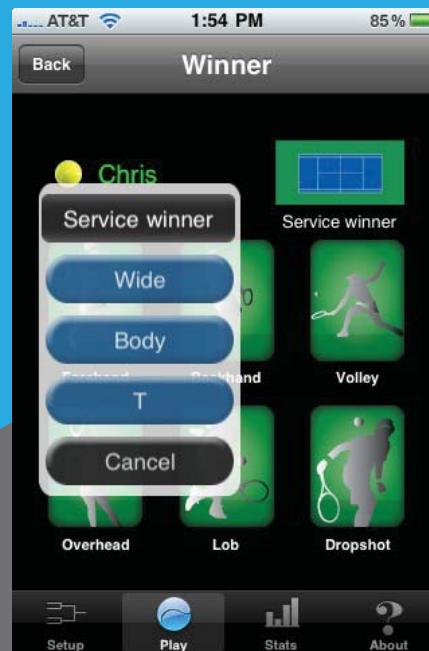 AT&T 1:54 PM 85%
Back Winner
Chris
Service winner
Service winner
Wide
Body
T
Cancel
Forehand Backhand Volley
Overhead Lob Dropshot
Setup Play Stats About